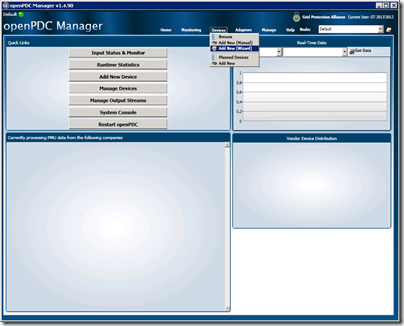 openPDC Manager v1.4.90
Default
openPDC Manager
Grid Protection Alliance
Current User:
Home Monitoring Devices Adapters Manage Help Node: Default
Browse
Add New (Manual)
Add New (Wizard)
Planned Devices
Add New
Quick Links
Input Status & Monitor
Runtime Statistics
Add New Device
Manage Devices
Manage Output Streams
System Console
Restart openPDC
Real-Time Data
Get Data
1
0.8
0.6
0.4
0.2
0
Currently processing PMU data from the following companies
Vendor Device Distribution